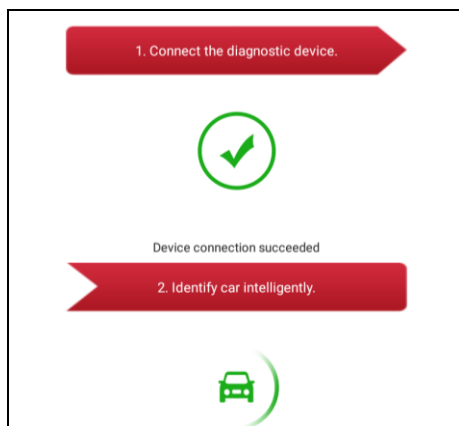 1. Connect the diagnostic device.
Device connection succeeded
2. Identify car intelligently.